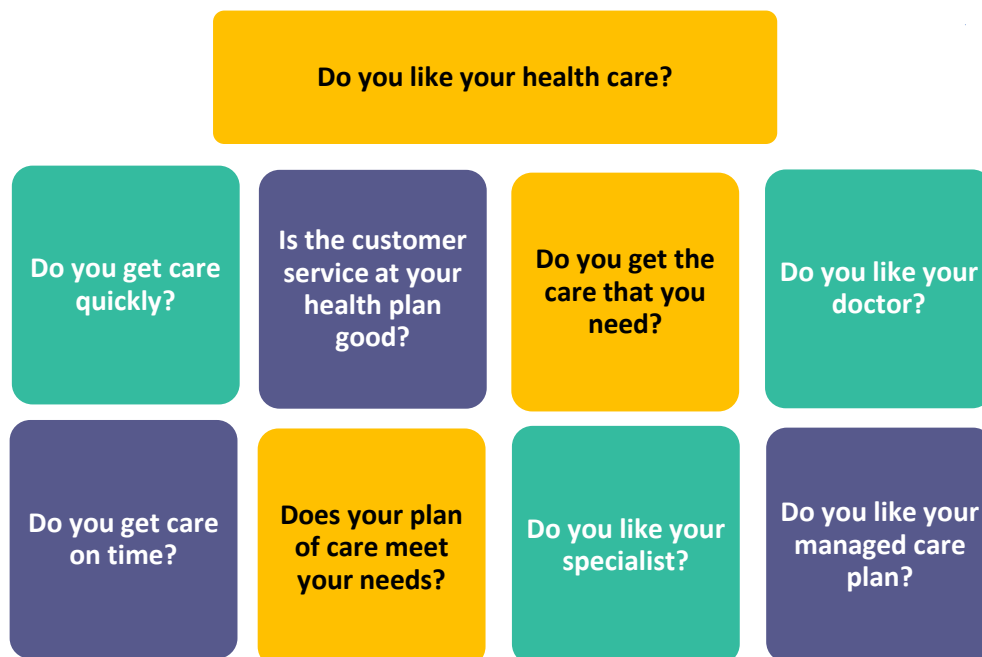 Do you like your health care?
Do you get care
quickly?
Is the customer
service at your
health plan
good?
Do you get the
care that you
need?
Do you like your
doctor?
Do you get care
on time?
Does your plan
of care meet
your needs?
Do you like your
specialist?
Do you like your
managed care
plan?